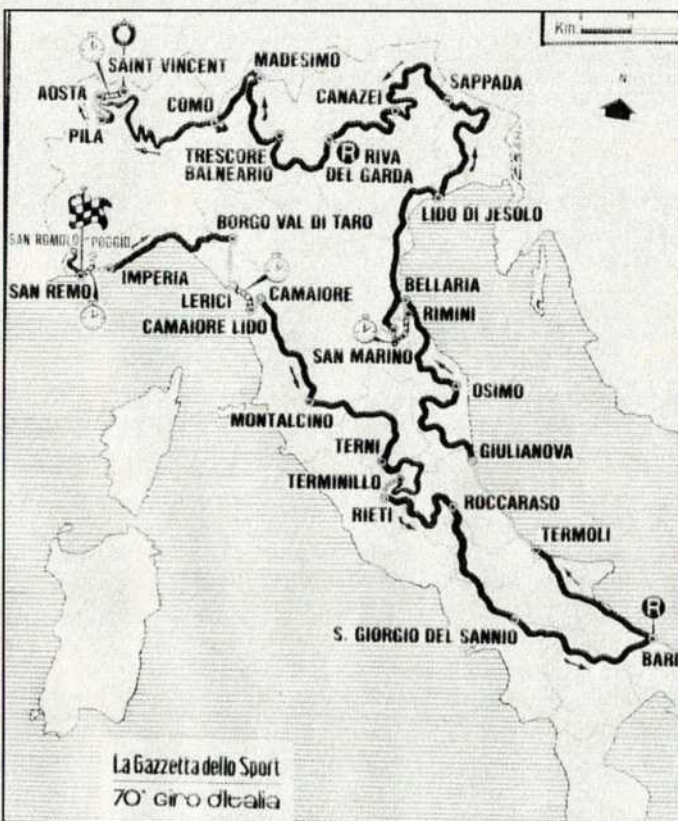 Km.
N
MADESIMO
SAINT VINCENT
SAPPADA
CANAZEI
AOSTA
COMO
PILA
TRESCORE
BALNEARIO
R
RIVA
DEL GARDA
LIDO DI JESOLO
BORGO VAL DI TARO
SAN ROMOLO
POGGIO
IMPERIA
SAN REMO
BELLARIA
LERICI
CAMAIORE
RIMINI
CAMAIORE LIDO
SAN MARINO
OSIMO
MONTALCINO
TERNI
GIULIANOVA
TERMINILLO
ROCCARASO
RIETI
TERMOLI
R
S. GIORGIO DEL SANNIO
BARI
La Gazzetta dello Sport
70° Giro d'Italia